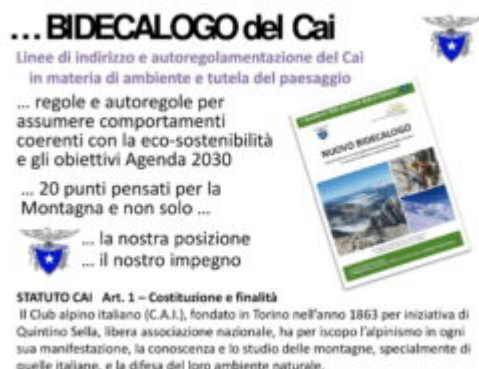 ... BIDECALOGO del Cai
Linee di indirizzo e autoregolamentazione del Cai
in materia di ambiente e tutela del paesaggio
... regole e autoregole per
assumere comportamenti
coerenti con la eco-sostenibilità
e gli obiettivi Agenda 2030
NUOVO BIDECALOGO
... 20 punti pensati per la
Montagna e non solo ...
... la nostra posizione
... il nostro impegno
STATUTO CAI Art. 1 – Costituzione e finalità
Il Club alpino italiano (C.A.I.), fondato in Torino nell'anno 1863 per iniziativa di
Quintino Sella, libera associazione nazionale, ha per iscopo l'alpinismo in ogni
sua manifestazione, la conoscenza e lo studio delle montagne, specialmente di
quelle italiane, e la difesa del loro ambiente naturale.